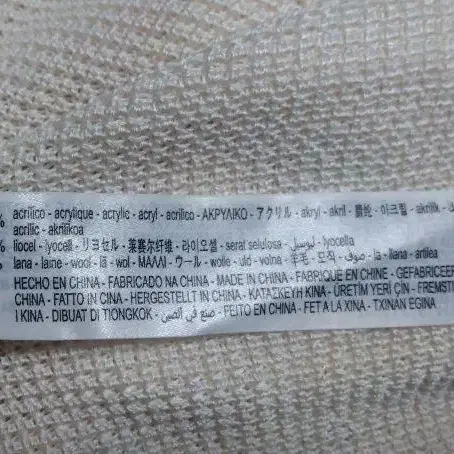 % acrílico - acrylique - acrylic - acryl - acrilico - ΑΚΡΥΛΙΚΟ - アクリル - akryl - akril - 腈纶 - 아크릴 - akrilik -
acrílic - akrilikoa
% liocel - lyocell - リヨセル - 莱赛尔纤维 - 라이오셀 - serat selulosa - ليوسيل - lyocella
% lana - laine - wool - lã - wol - ΜΑΛΛΙ - ウール - wolle - ull - volna - 羊毛 - 모직 - صوف - lâ - llana - artilea
HECHO EN CHINA - FABRICADO NA CHINA - MADE IN CHINA - FABRIQUE EN CHINE - GEFABRICEER
CHINA - FATTO IN CINA - HERGESTELLT IN CHINA - ΚΑΤΑΣΚΕΥΗ ΚΙΝΑ - ÜRETİM YERİ ÇİN - FREMST
I KINA - DIBUAT DI TIONGKOK - صنع في الصين - FEITO EN CHINA - FET A LA XINA - TXINAN EGINA